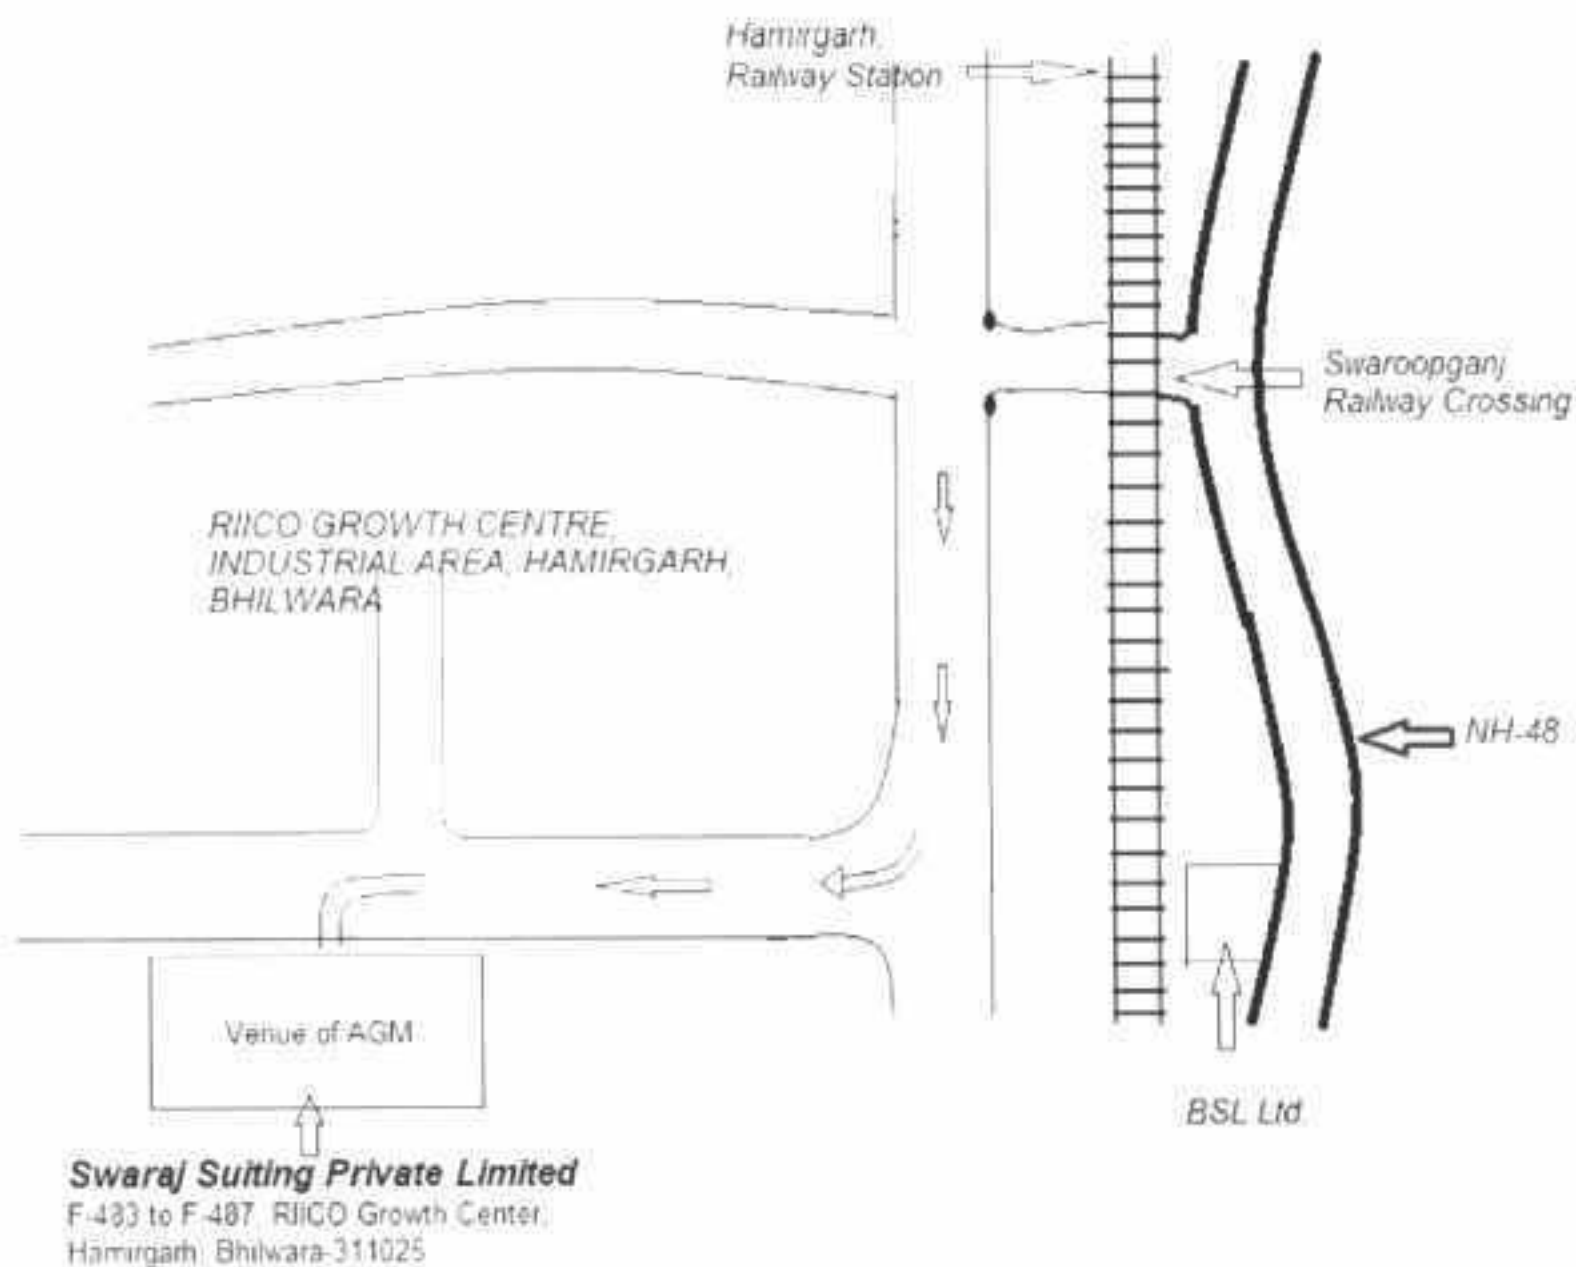 Hamirgarh,
Railway Station
Swaroopganj
Railway Crossing
RIICO GROWTH CENTRE,
INDUSTRIAL AREA, HAMIRGARH,
BHILWARA
NH-48
Venue of AGM
BSL Ltd.
Swaraj Suiting Private Limited
F-483 to F-487, RIICO Growth Center,
Hamirgarh, Bhilwara-311025